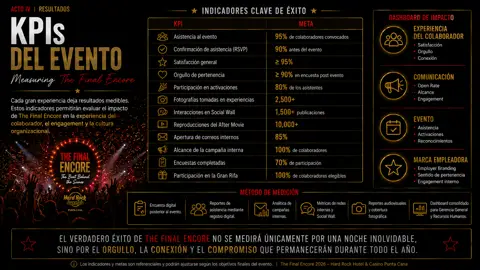 ACTO IV | RESULTADOS
KPIs
DEL EVENTO
Measuring The Final Encore
Cada gran experiencia deja resultados medibles.
Estos indicadores permitirán evaluar el impacto
de The Final Encore en la experiencia del
colaborador, el engagement y la cultura
organizacional.
THE FINAL
ENCORE
The Beat Behind
the Scenes
Hard Rock
INDICADORES CLAVE DE ÉXITO
KPI META
Asistencia al evento 95% de colaboradores convocados
Confirmación de asistencia (RSVP) 90% antes del evento
Satisfacción general ≥ 95%
Orgullo de pertenencia ≥ 90% en encuesta post evento
Participación en activaciones 80% de los asistentes
Fotografías tomadas en experiencias 2,500+
Interacciones en Social Wall 1,500+ publicaciones
Reproducciones del After Movie 10,000+
Apertura de correos internos 85%
Alcance de la campaña interna 100% de colaboradores
Encuestas completadas 70% de participación
Participación en la Gran Rifa 100% de colaboradores elegibles
DASHBOARD DE IMPACTO
EXPERIENCIA
DEL COLABORADOR
- Satisfacción
- Orgullo
- Conexión
COMUNICACIÓN
- Open Rate
- Alcance
- Engagement
EVENTO
- Asistencia
- Activaciones
- Reconocimientos
MARCA EMPLEADORA
- Employer Branding
- Sentido de pertenencia
- Engagement interno
MÉTODO DE MEDICIÓN
Encuesta digital
posterior al evento.
Reportes de
asistencia mediante
registro digital.
Analítica de
campañas
internas.
Métricas de redes
internas y Social
Wall.
Reportes audiovisuales
y cobertura
fotográfica.
Dashboard consolidado
para Gerencia General
y Recursos Humanos.
EL VERDADERO ÉXITO DE THE FINAL ENCORE NO SE MEDIRÁ ÚNICAMENTE POR UNA NOCHE INOLVIDABLE,
SINO POR EL ORGULLO, LA CONEXIÓN Y EL COMPROMISO QUE PERMANECERÁN DURANTE TODO EL AÑO.
Los indicadores y metas son referenciales y podrán ajustarse según los objetivos finales del evento. | The Final Encore 2026 – Hard Rock Hotel & Casino Punta Cana